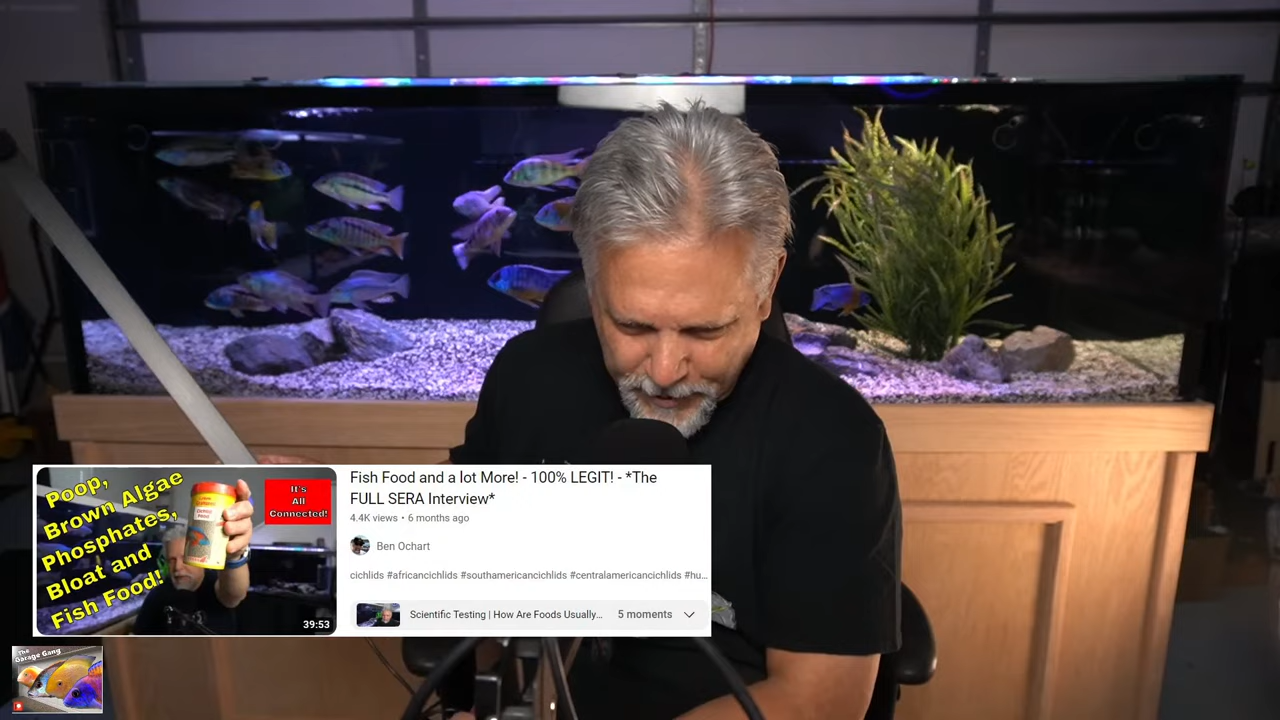 Poop,
Brown Algae
Phosphates,
Bloat and
Fish Food!
It's
All
Connected!
39:53
Fish Food and a lot More! - 100% LEGIT! - *The
FULL SERA Interview*
4.4K views • 6 months ago
Ben Ochart
cichlids #africancichlids #southamericancichlids #centralamericancichlids #hu...
Scientific Testing | How Are Foods Usually...
5 moments
The
Garage Gang